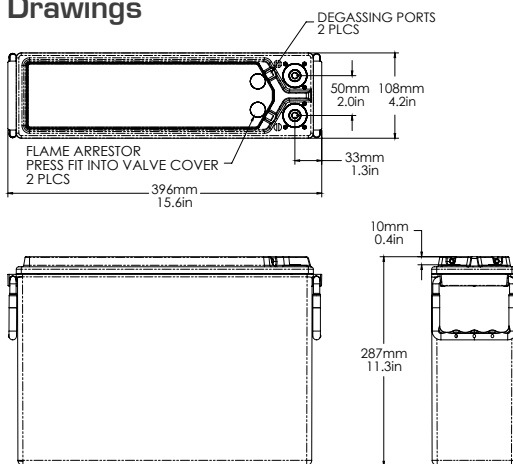 Drawings
DEGASSING PORTS
2 PLCS
50mm
2.0in
108mm
4.2in
FLAME ARRESTOR
PRESS FIT INTO VALVE COVER
2 PLCS
33mm
1.3in
396mm
15.6in
10mm
0.4in
287mm
11.3in